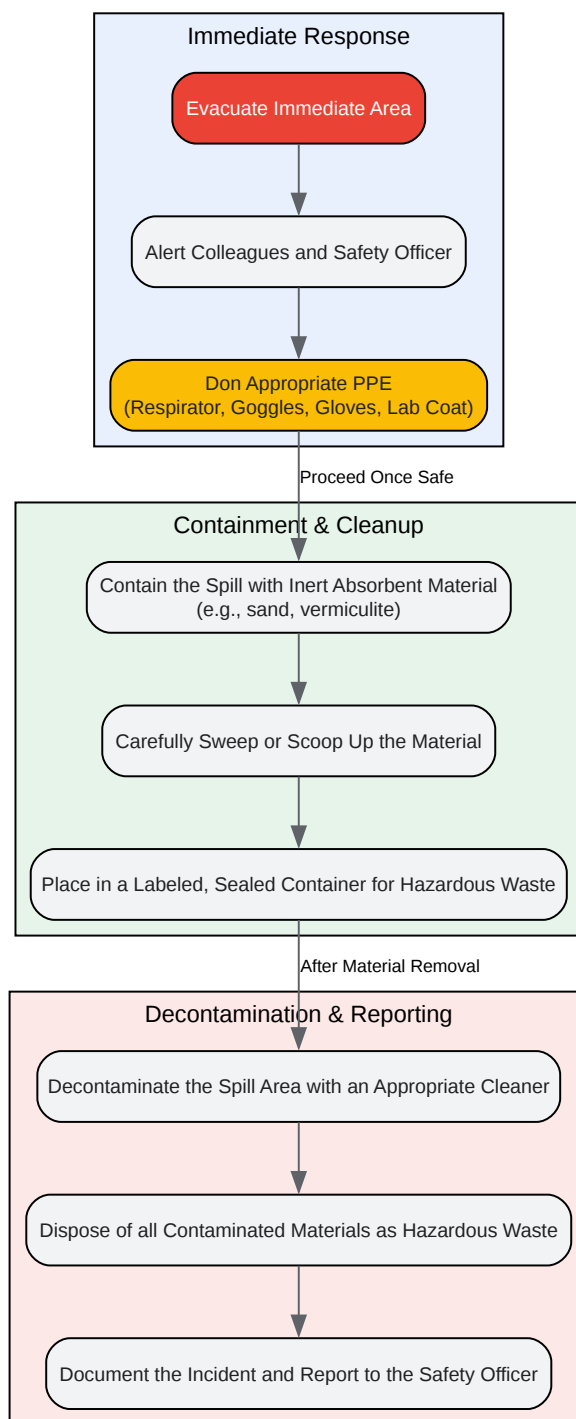 Immediate Response
Evacuate Immediate Area
Alert Colleagues and Safety Officer
Don Appropriate PPE
(Respirator, Goggles, Gloves, Lab Coat)
Proceed Once Safe
Containment & Cleanup
Contain the Spill with Inert Absorbent Material
(e.g., sand, vermiculite)
Carefully Sweep or Scoop Up the Material
Place in a Labeled, Sealed Container for Hazardous Waste
After Material Removal
Decontamination & Reporting
Decontaminate the Spill Area with an Appropriate Cleaner
Dispose of all Contaminated Materials as Hazardous Waste
Document the Incident and Report to the Safety Officer